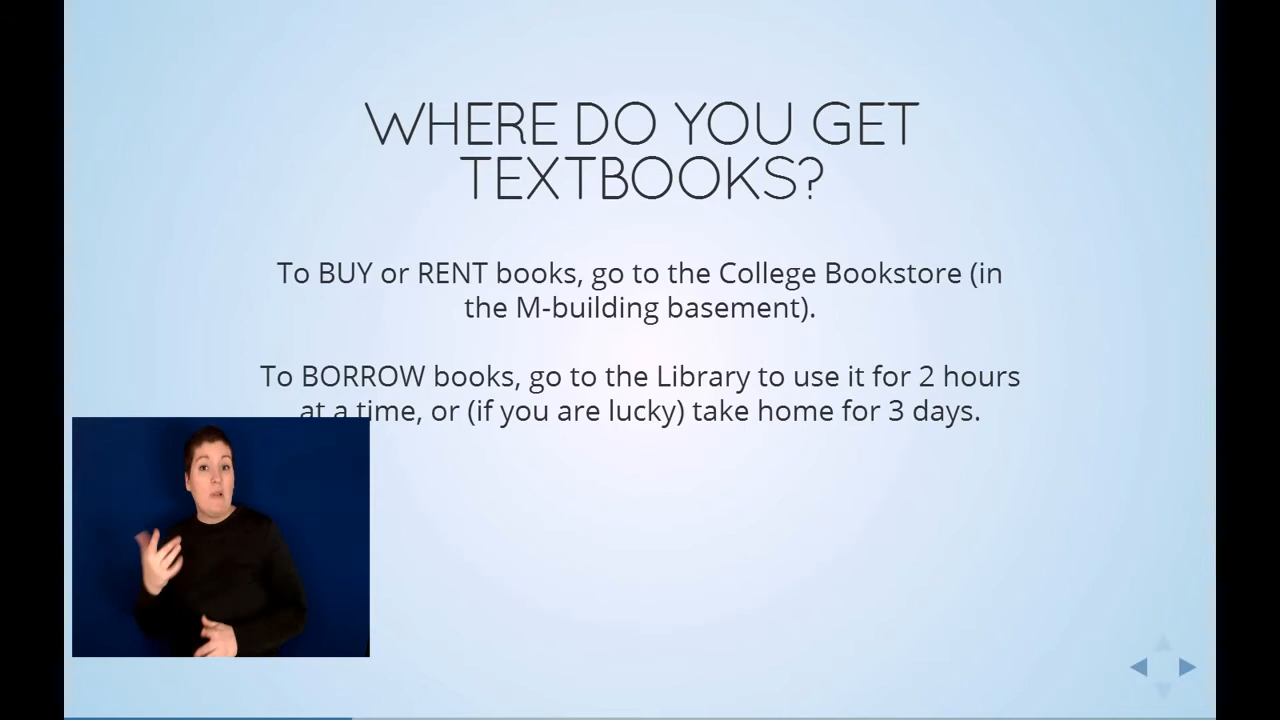 WHERE DO YOU GET
TEXTBOOKS?
To BUY or RENT books, go to the College Bookstore (in
the M-building basement).
To BORROW books, go to the Library to use it for 2 hours
at a time, or (if you are lucky) take home for 3 days.